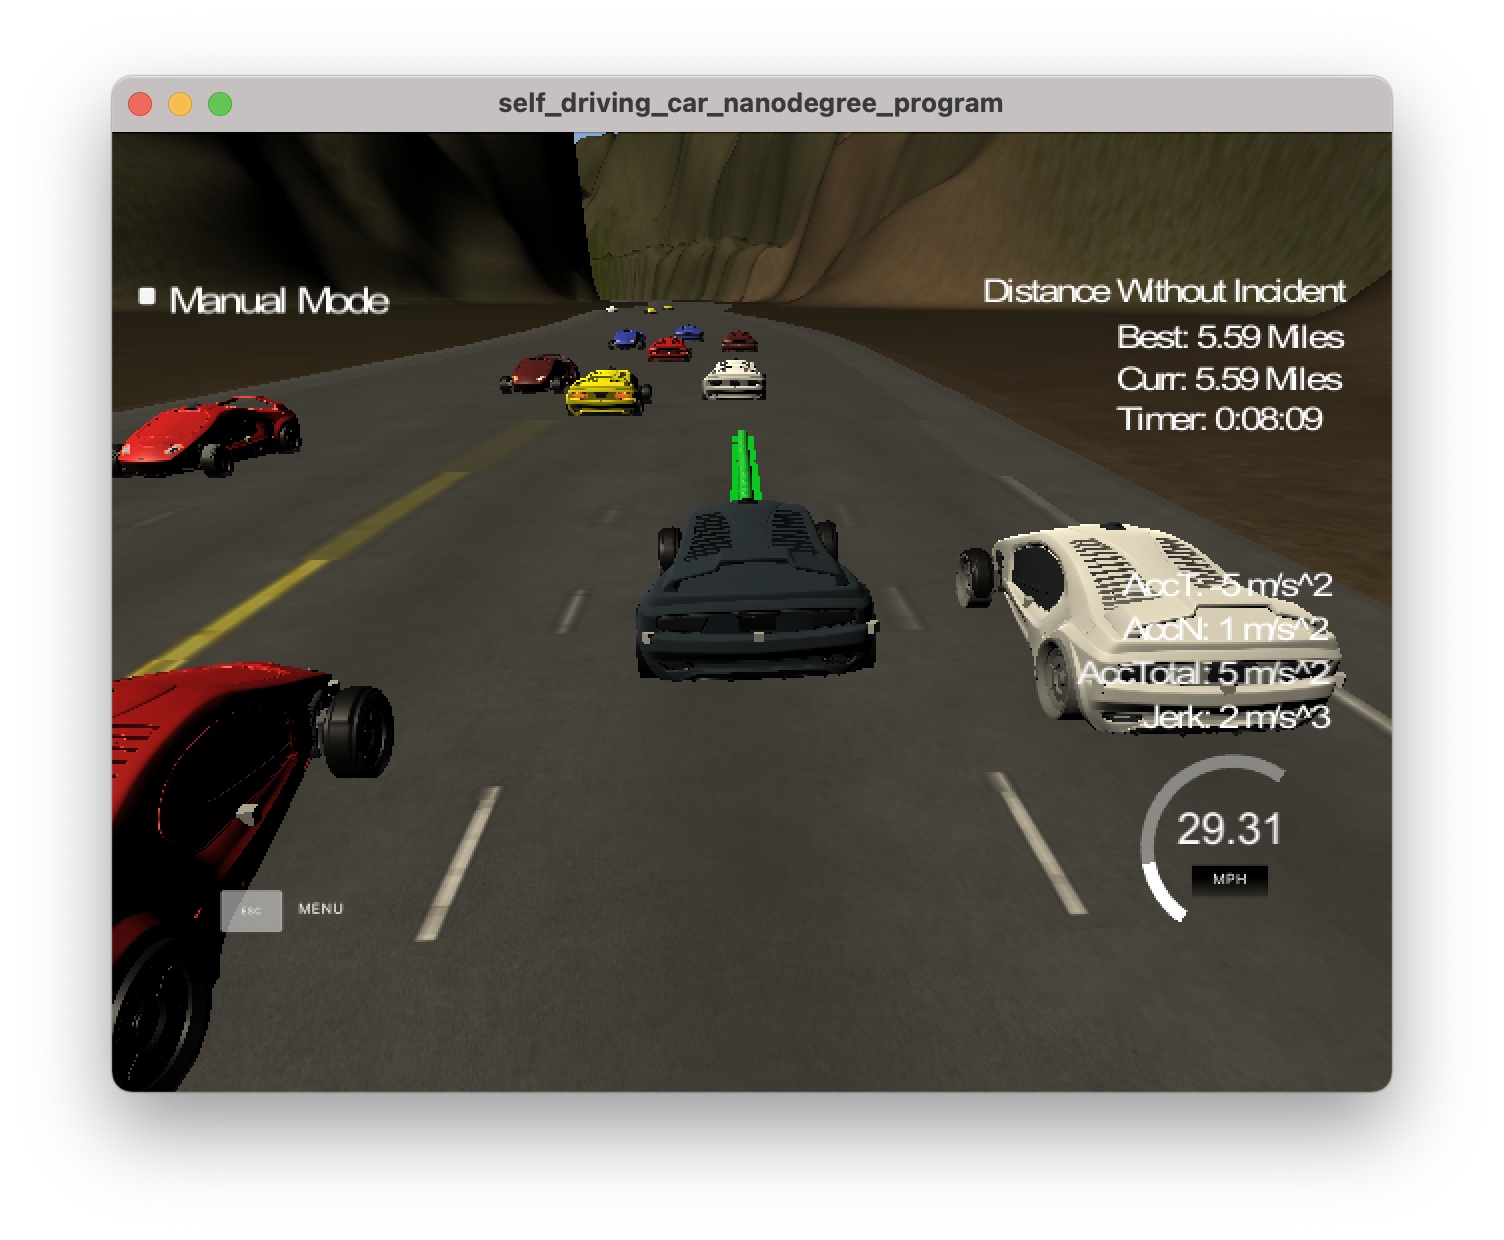 self_driving_car_nanodegree_program
Manual Mode
Distance Without Incident
Best: 5.59 Miles
Curr: 5.59 Miles
Timer: 0:08:09
AccT: -5 m/s^2
AccN: 1 m/s^2
AccTotal: 5 m/s^2
Jerk: 2 m/s^3
29.31
MPH
ESC MENU